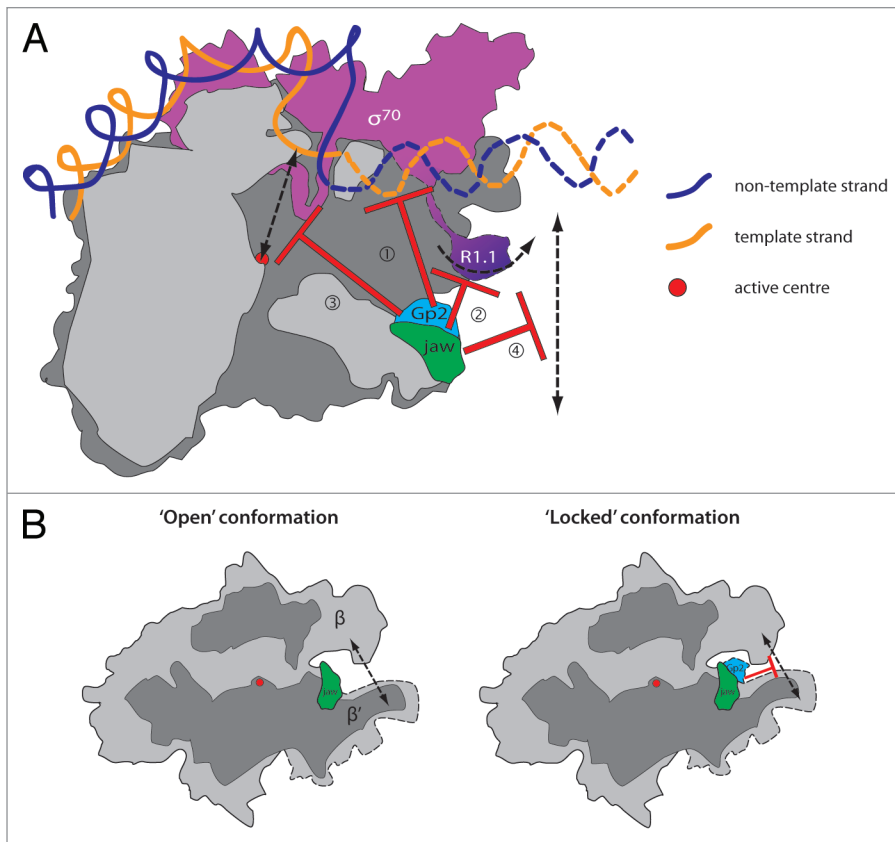 A
σ70
R1.1
①
Gp2
②
③
jaw
④
non-template strand
template strand
active centre
B
'Open' conformation
'Locked' conformation
β
jaw
β'
Gp2
jaw